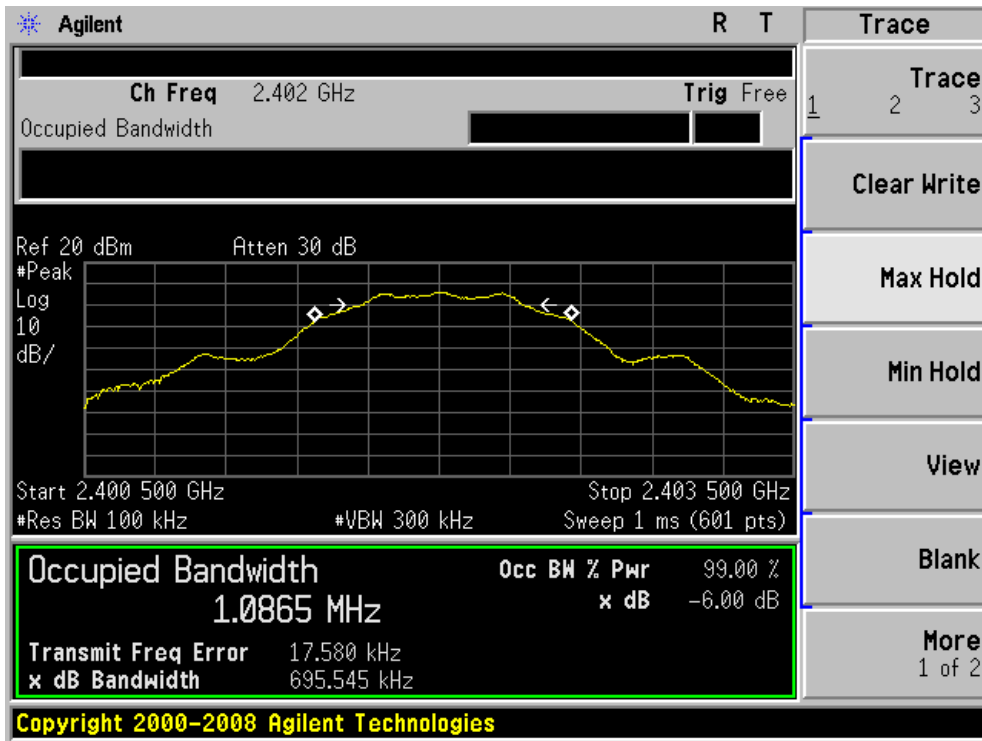 Agilent R T
Ch Freq 2.402 GHz Trig Free
Occupied Bandwidth
Ref 20 dBm Atten 30 dB
#Peak
Log
10
dB/
Start 2.400 500 GHz Stop 2.403 500 GHz
#Res BW 100 kHz #VBW 300 kHz Sweep 1 ms (601 pts)
Occupied Bandwidth
1.0865 MHz
Occ BW % Pwr 99.00 %
x dB -6.00 dB
Transmit Freq Error 17.580 kHz
x dB Bandwidth 695.545 kHz
Copyright 2000-2008 Agilent Technologies
Trace
Trace
1 2 3
Clear Write
Max Hold
Min Hold
View
Blank
More
1 of 2